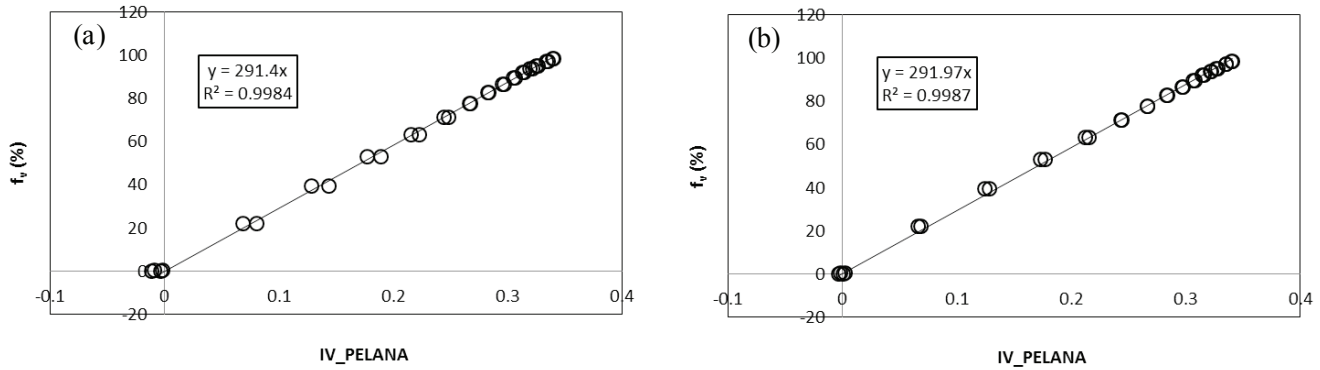 (a)
y = 291.4x
R² = 0.9984
120
100
80
60
40
20
0
-20
-0.1 0 0.1 0.2 0.3 0.4
fᵥ (%)
IV_PELANA
(b)
y = 291.97x
R² = 0.9987
120
100
80
60
40
20
0
-20
-0.1 0 0.1 0.2 0.3 0.4
fᵥ (%)
IV_PELANA